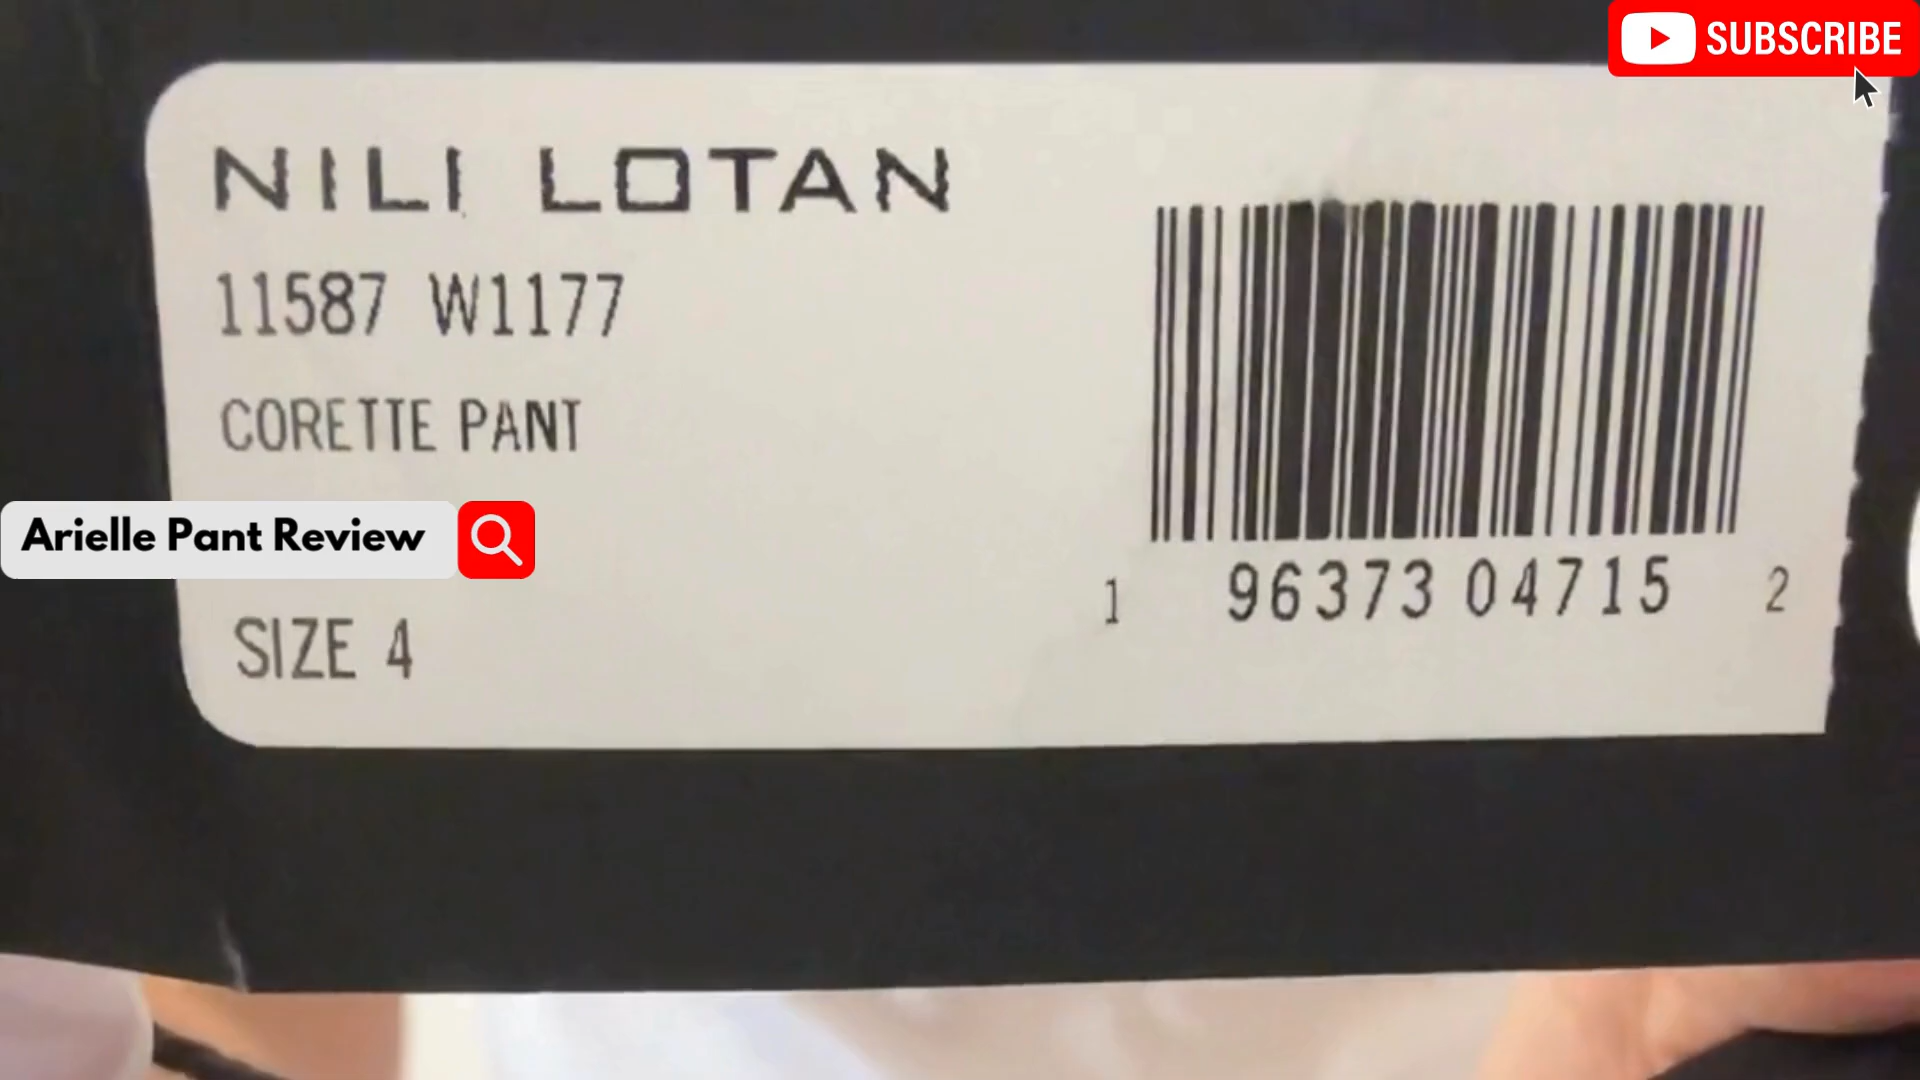 SUBSCRIBE
NILI LOTAN
11587 W1177
CORETTE PANT
Arielle Pant Review
SIZE 4
1 96373 04715 2